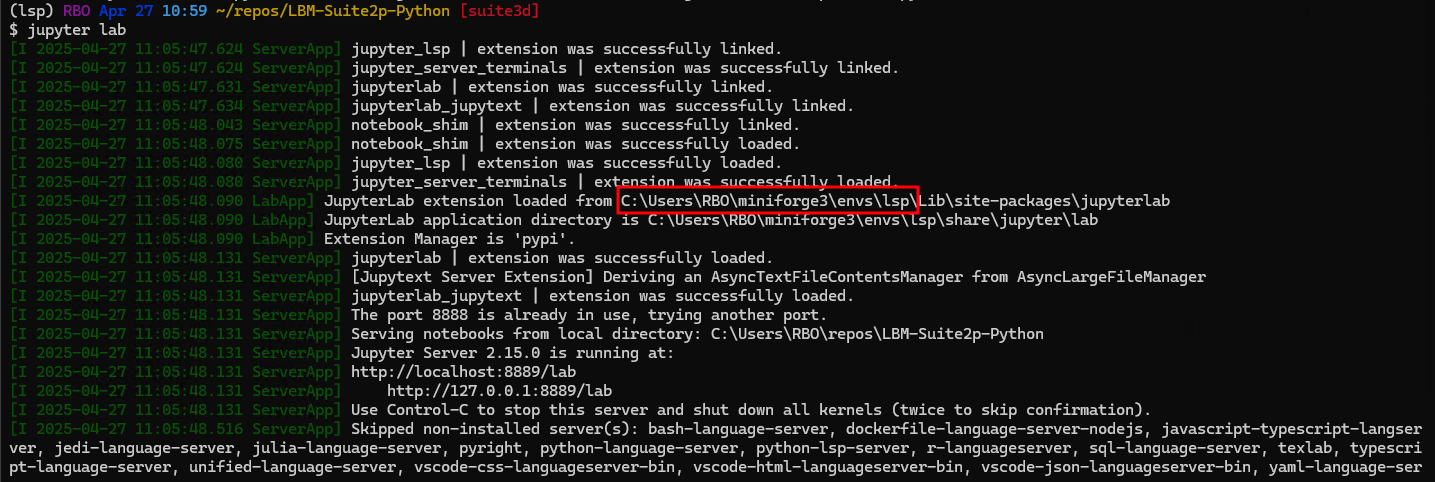 (lsp) RBO Apr 27 10:59 ~/repos/LBM-Suite2p-Python [suite3d]
$ jupyter lab
[I 2025-04-27 11:05:47.624 ServerApp] jupyter_lsp | extension was successfully linked.
[I 2025-04-27 11:05:47.624 ServerApp] jupyter_server_terminals | extension was successfully linked.
[I 2025-04-27 11:05:47.631 ServerApp] jupyterlab | extension was successfully linked.
[I 2025-04-27 11:05:47.634 ServerApp] jupyterlab_jupytext | extension was successfully linked.
[I 2025-04-27 11:05:48.043 ServerApp] notebook_shim | extension was successfully linked.
[I 2025-04-27 11:05:48.075 ServerApp] notebook_shim | extension was successfully loaded.
[I 2025-04-27 11:05:48.080 ServerApp] jupyter_lsp | extension was successfully loaded.
[I 2025-04-27 11:05:48.080 ServerApp] jupyter_server_terminals | extension was successfully loaded.
[I 2025-04-27 11:05:48.090 LabApp] JupyterLab extension loaded from C:\Users\RBO\miniforge3\envs\lsp\Lib\site-packages\jupyterlab
[I 2025-04-27 11:05:48.090 LabApp] JupyterLab application directory is C:\Users\RBO\miniforge3\envs\lsp\share\jupyter\lab
[I 2025-04-27 11:05:48.090 LabApp] Extension Manager is 'pypi'.
[I 2025-04-27 11:05:48.131 ServerApp] jupyterlab | extension was successfully loaded.
[I 2025-04-27 11:05:48.131 ServerApp] [Jupytext Server Extension] Deriving an AsyncTextFileContentsManager from AsyncLargeFileManager
[I 2025-04-27 11:05:48.131 ServerApp] jupyterlab_jupytext | extension was successfully loaded.
[I 2025-04-27 11:05:48.131 ServerApp] The port 8888 is already in use, trying another port.
[I 2025-04-27 11:05:48.131 ServerApp] Serving notebooks from local directory: C:\Users\RBO\repos\LBM-Suite2p-Python
[I 2025-04-27 11:05:48.131 ServerApp] Jupyter Server 2.15.0 is running at:
[I 2025-04-27 11:05:48.131 ServerApp] http://localhost:8889/lab
[I 2025-04-27 11:05:48.131 ServerApp]     http://127.0.0.1:8889/lab
[I 2025-04-27 11:05:48.131 ServerApp] Use Control-C to stop this server and shut down all kernels (twice to skip confirmation).
[I 2025-04-27 11:05:48.516 ServerApp] Skipped non-installed server(s): bash-language-server, dockerfile-language-server-nodejs, javascript-typescript-langser
ver, jedi-language-server, julia-language-server, pyright, python-language-server, python-lsp-server, r-languageserver, sql-language-server, texlab, typescri
pt-language-server, unified-language-server, vscode-css-languageserver-bin, vscode-html-languageserver-bin, vscode-json-languageserver-bin, yaml-language-ser